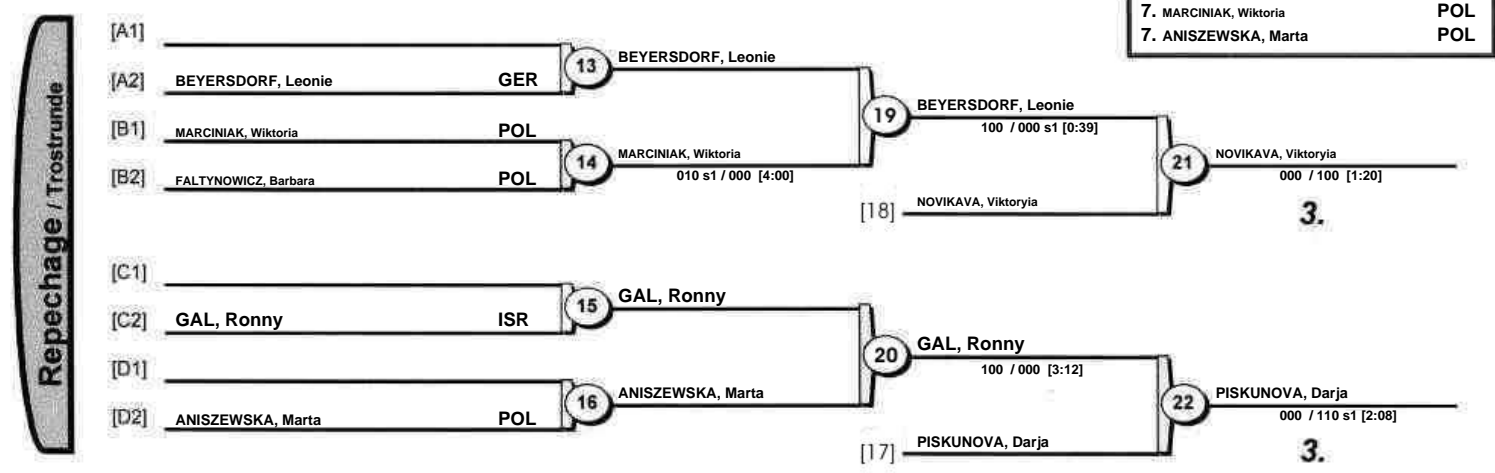 7. MARCINIAK, Wiktoria POL
7. ANISZEWSKA, Marta POL
Repechage / Trostrunde
[A1]
13
BEYERSDORF, Leonie
[A2] BEYERSDORF, Leonie GER
19
BEYERSDORF, Leonie
100 / 000 s1 [0:39]
[B1] MARCINIAK, Wiktoria POL
14
MARCINIAK, Wiktoria
010 s1 / 000 [4:00]
21
NOVIKAVA, Viktoryia
000 / 100 [1:20]
[B2] FALTYNOWICZ, Barbara POL
[18] NOVIKAVA, Viktoryia
3.
[C1]
15
GAL, Ronny
[C2] GAL, Ronny ISR
20
GAL, Ronny
100 / 000 [3:12]
[D1]
16
ANISZEWSKA, Marta
22
PISKUNOVA, Darja
000 / 110 s1 [2:08]
[D2] ANISZEWSKA, Marta POL
[17] PISKUNOVA, Darja
3.